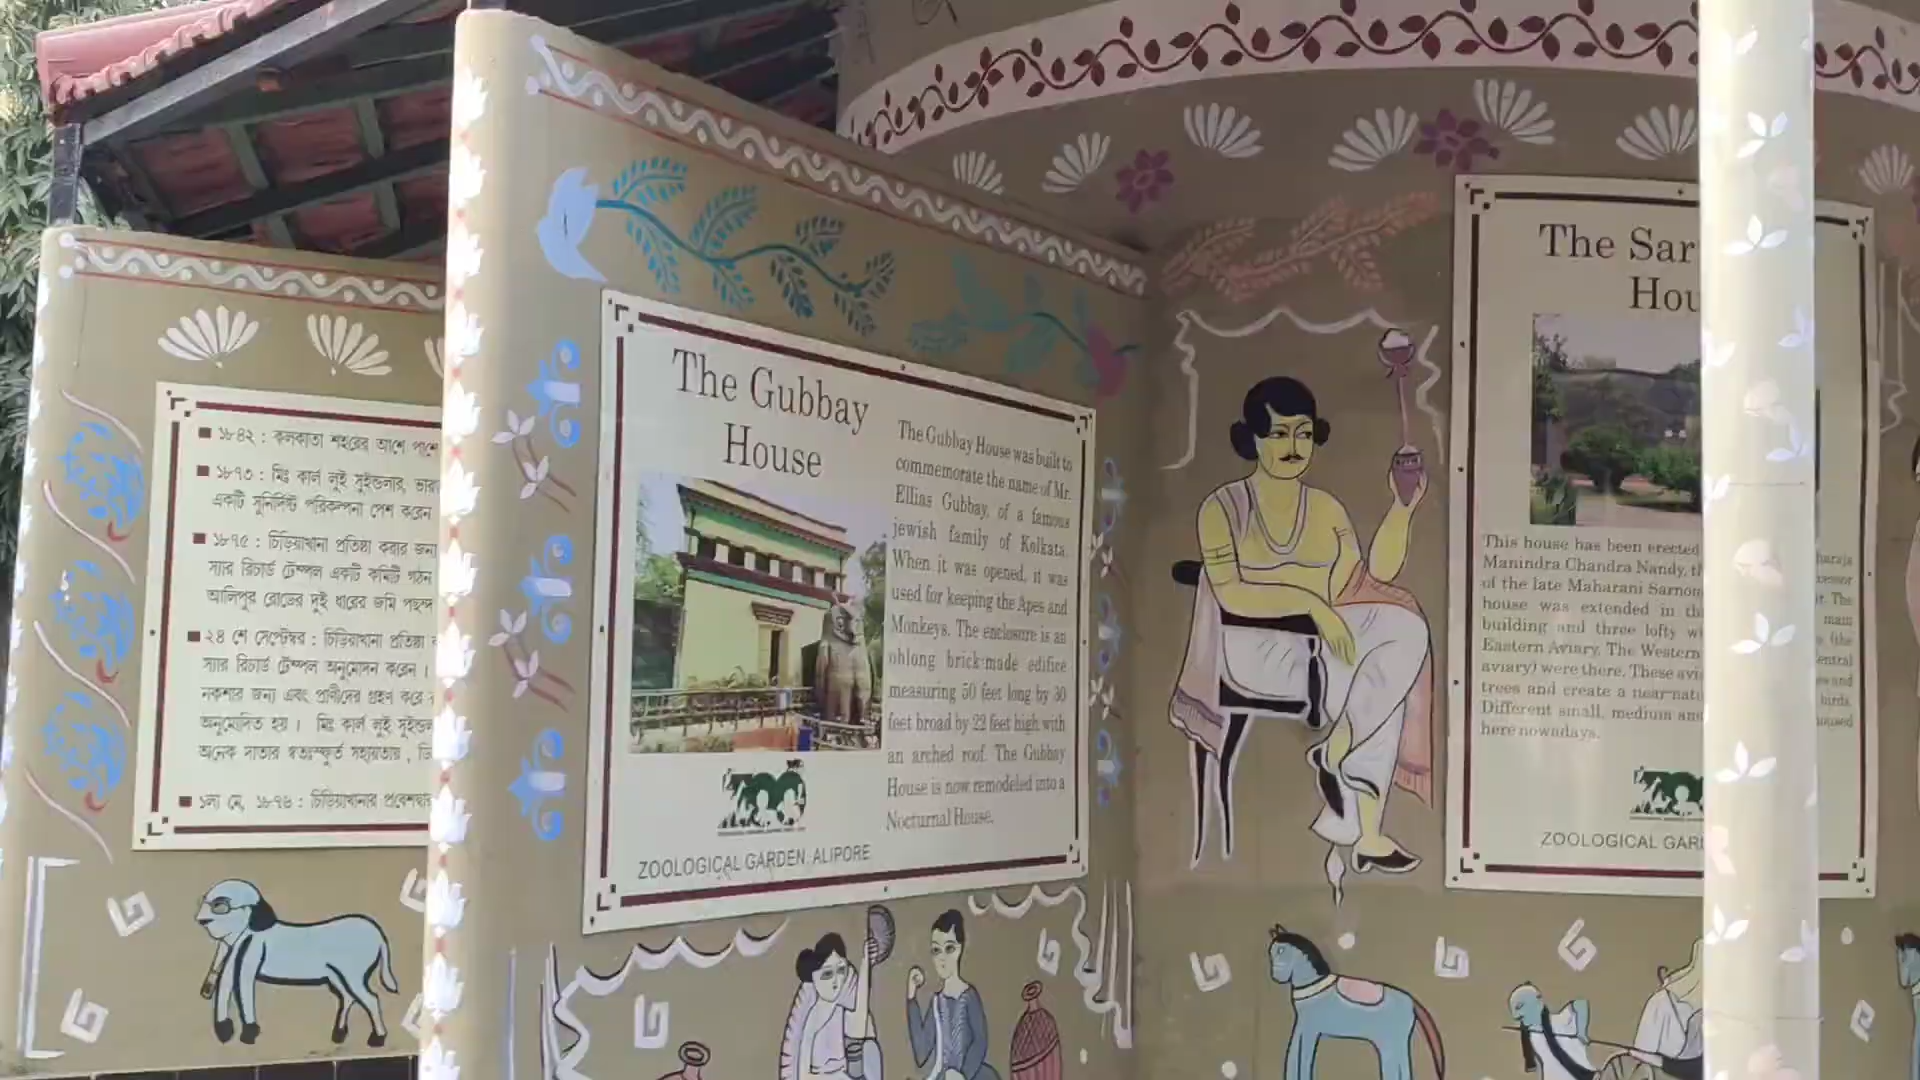 ১৮৪২ : কলকাতা শহরের আশে পাশে
১৮৭৩ : মিঃ কার্ল লুই সুইন্ডলার, ভার
একটি সুনির্দিষ্ট পরিকল্পনা পেশ করেন
১৮৭৫ : চিড়িয়াখানা প্রতিষ্ঠা করার জন্য
স্যার রিচার্ড টেম্পল একটি কমিটি গঠন
আলিপুর রোডের দুই ধারের জমি পছন্দ
২৪ শে সেপ্টেম্বর : চিড়িয়াখানা প্রতিষ্ঠা
স্যার রিচার্ড টেম্পল অনুমোদন করেন ।
নকশার জন্য এবং প্রাণীদের গ্রহণ করে
অনুমোদিত হয় । মিঃ কার্ল লুই সুইন্ডল
অনেক দাতার স্বতঃস্ফূর্ত সহায়তায় ,
১লা মে, ১৮৭৬ : চিড়িয়াখানার প্রবেশদ্বার
The Gubbay
House
The Gubbay House was built to
commemorate the name of Mr.
Ellias Gubbay, of a famous
jewish family of Kolkata.
When it was opened, it was
used for keeping the Apes and
Monkeys. The enclosure is an
oblong brick-made edifice
measuring 50 feet long by 30
feet broad by 22 feet high with
an arched roof. The Gubbay
House is now remodeled into a
Nocturnal House.
ZOOLOGICAL GARDEN, ALIPORE
The Sar
Hou
This house has been erected
Manindra Chandra Nandy, th
of the late Maharani Sarnom
house was extended in th
building and three lofty w
Eastern Aviary, The Western
aviary) were there. These avi
trees and create a near-natu
Different small, medium and
here nowadays.
ZOOLOGICAL GAR